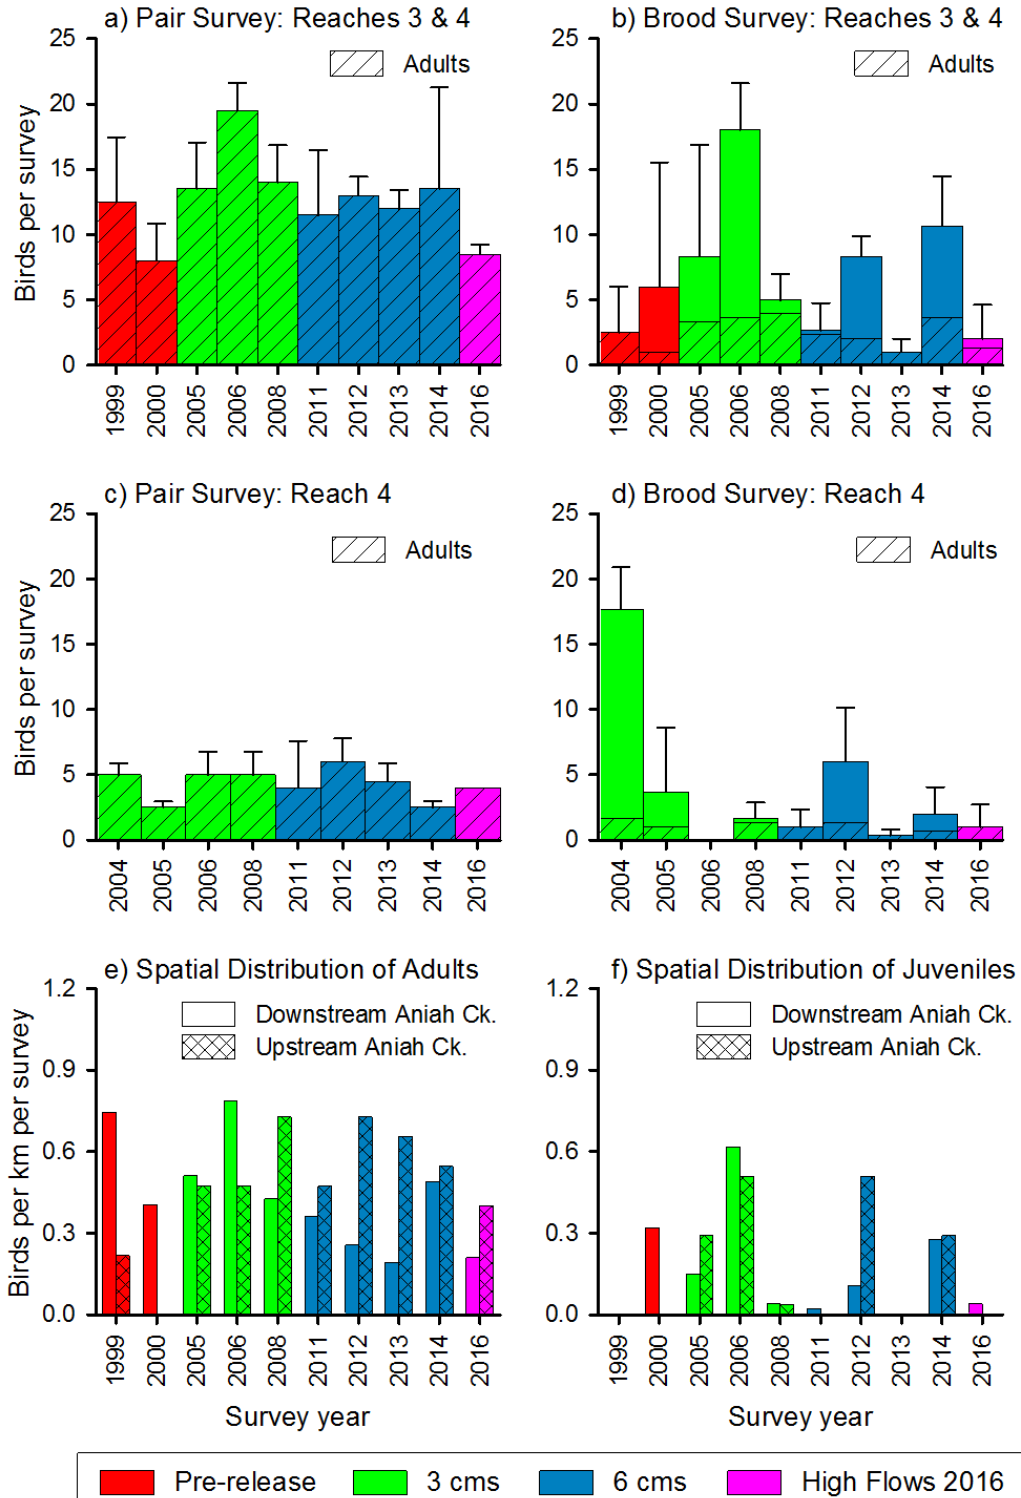 a) Pair Survey: Reaches 3 & 4
b) Brood Survey: Reaches 3 & 4
Adults
Adults
Birds per survey
25
20
15
10
5
0
25
20
15
10
5
0
1999 2000 2005 2006 2008 2011 2012 2013 2014 2016
1999 2000 2005 2006 2008 2011 2012 2013 2014 2016
c) Pair Survey: Reach 4
d) Brood Survey: Reach 4
Adults
Adults
Birds per survey
25
20
15
10
5
0
25
20
15
10
5
0
2004 2005 2006 2008 2011 2012 2013 2014 2016
2004 2005 2006 2008 2011 2012 2013 2014 2016
e) Spatial Distribution of Adults
f) Spatial Distribution of Juveniles
Downstream Aniah Ck.
Upstream Aniah Ck.
Downstream Aniah Ck.
Upstream Aniah Ck.
Birds per km per survey
1.2
0.9
0.6
0.3
0.0
1.2
0.9
0.6
0.3
0.0
1999 2000 2005 2006 2008 2011 2012 2013 2014 2016
1999 2000 2005 2006 2008 2011 2012 2013 2014 2016
Survey year
Survey year
Pre-release 3 cms 6 cms High Flows 2016